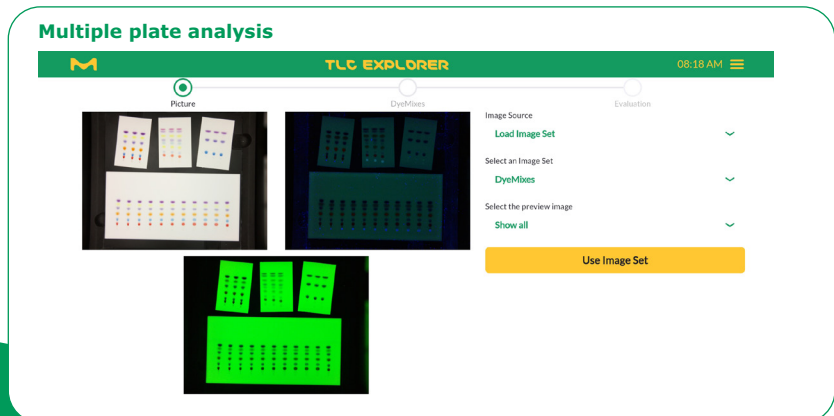 Multiple plate analysis
TLC EXPLORER
08:18 AM
Picture
DyeMixes
Evaluation
Image Source
Load Image Set
Select an Image Set
DyeMixes
Select the preview image
Show all
Use Image Set